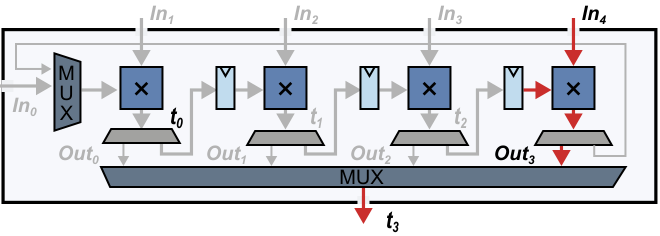 In1 In2 In3 In4
In0 MUX × × × ×
t0 t1 t2
Out0 Out1 Out2 Out3
MUX
t3